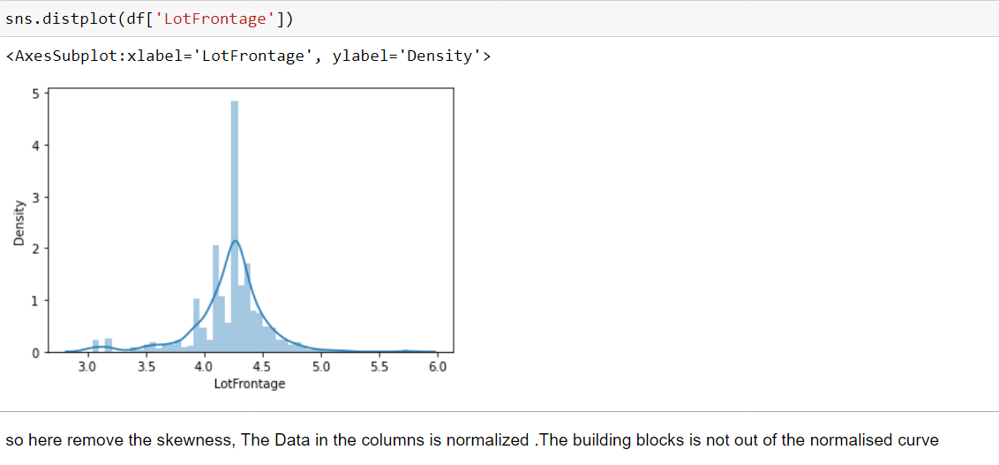 sns.distplot(df['LotFrontage'])
<AxesSubplot:xlabel='LotFrontage', ylabel='Density'>
5
4
3
2
1
0
Density
3.0 3.5 4.0 4.5 5.0 5.5 6.0
LotFrontage
so here remove the skewness, The Data in the columns is normalized .The building blocks is not out of the normalised curve